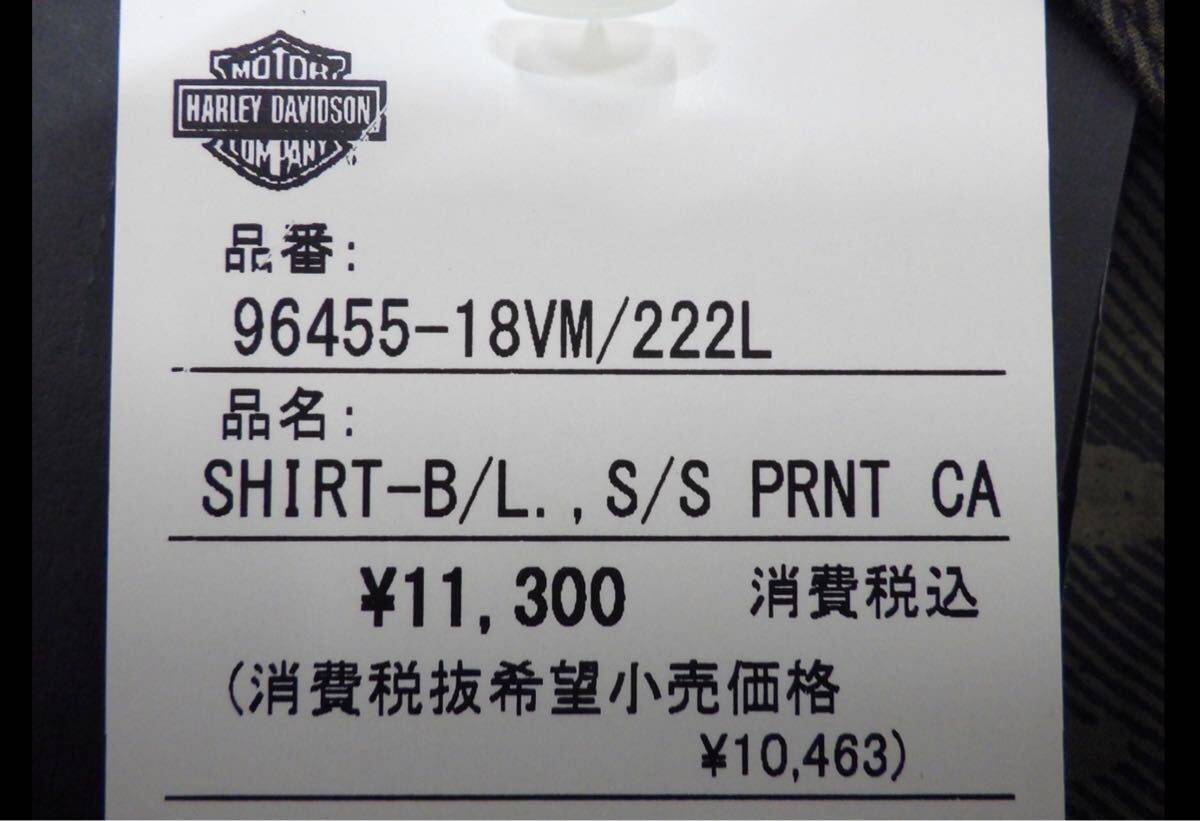 MOTOR
HARLEY DAVIDSON
COMPANY
品番:
96455-18VM/222L
品名:
SHIRT-B/L.,S/S PRNT CA
¥11,300 消費税込
(消費税抜希望小売価格
¥10,463)